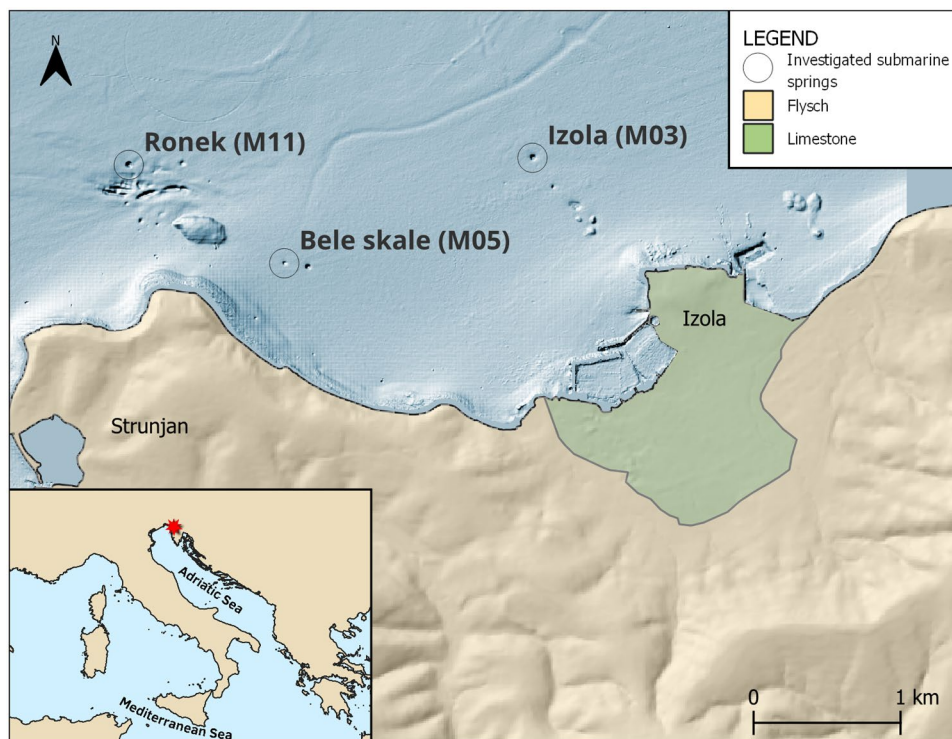 N
LEGEND
Investigated submarine
springs
Flysch
Limestone
Ronek (M11)
Izola (M03)
Bele skale (M05)
Izola
Strunjan
Adriatic Sea
Mediterranean Sea
0 1 km